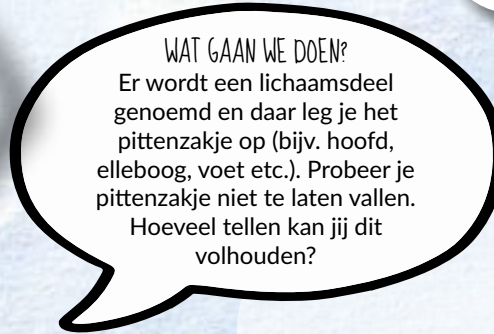 WAT GAAN WE DOEN?
Er wordt een lichaamsdeel
genoemd en daar leg je het
pittenzakje op (bijv. hoofd,
elleboog, voet etc.). Probeer je
pittenzakje niet te laten vallen.
Hoeveel tellen kan jij dit
volhouden?